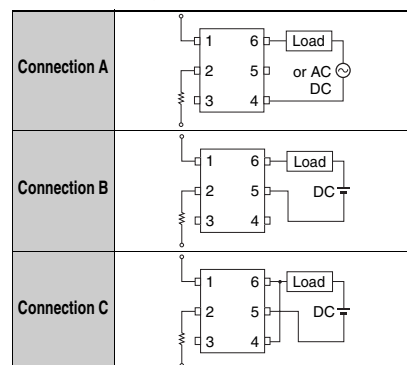 Connection A
1 6 Load
2 5 or AC
DC
3 4
Connection B
1 6 Load
2 5 DC
3 4
Connection C
1 6 Load
2 5 DC
3 4